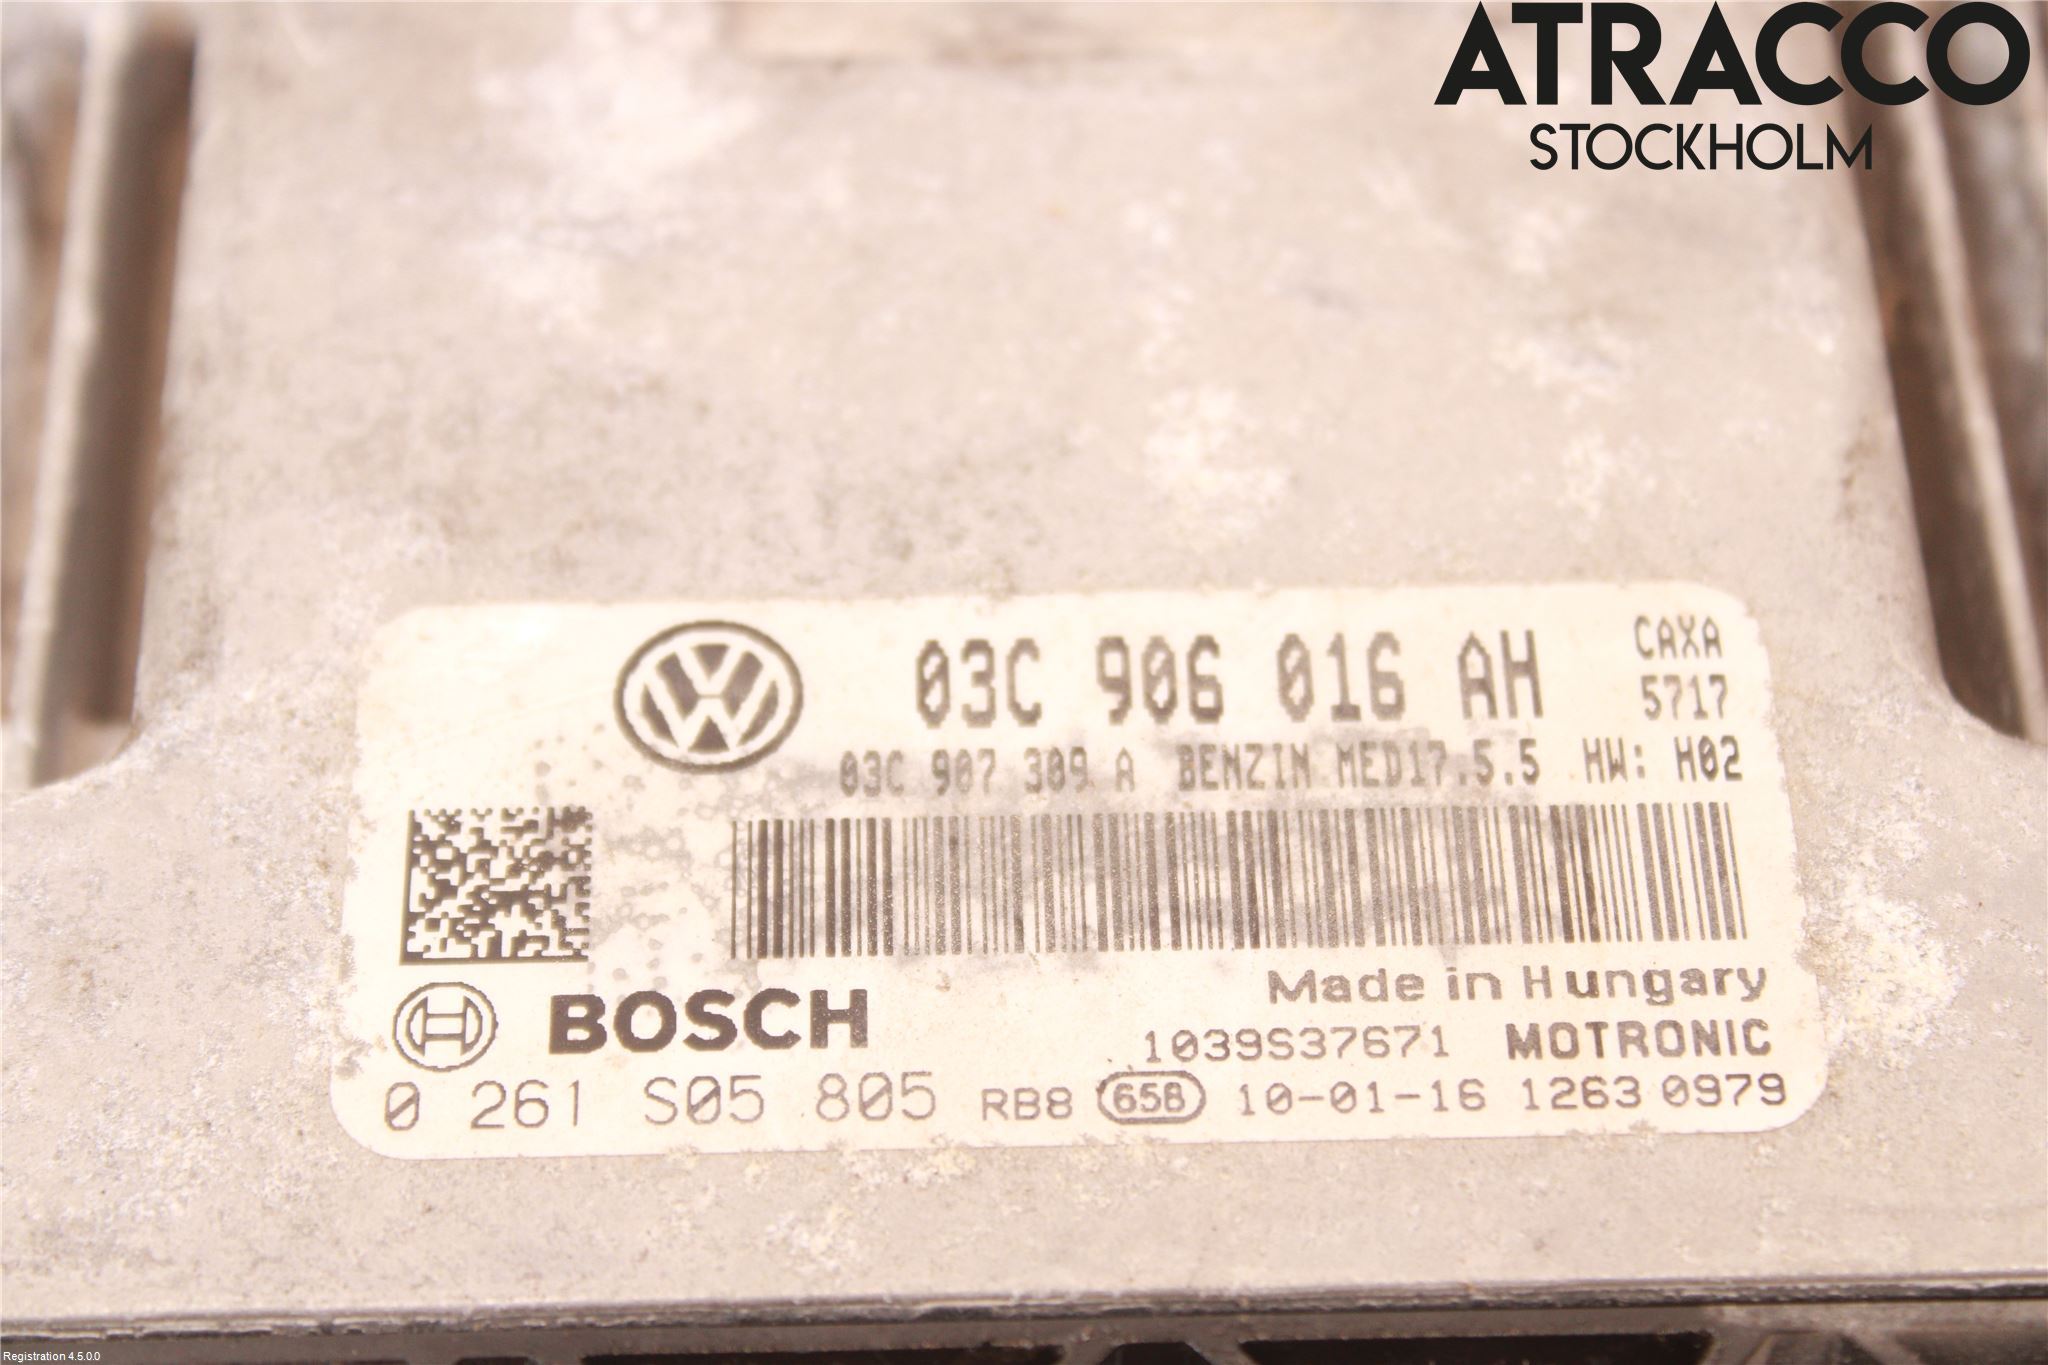 ATRACCO
STOCKHOLM
03C 906 016 AH
CAXA
5717
03C 907 309 A BENZIN MED17.5.5 HW: H02
Made in Hungary
BOSCH
1039S37671 MOTRONIC
0 261 S05 805 RB8 65B 10-01-16 1263 0979
Registration 4.5.0.0